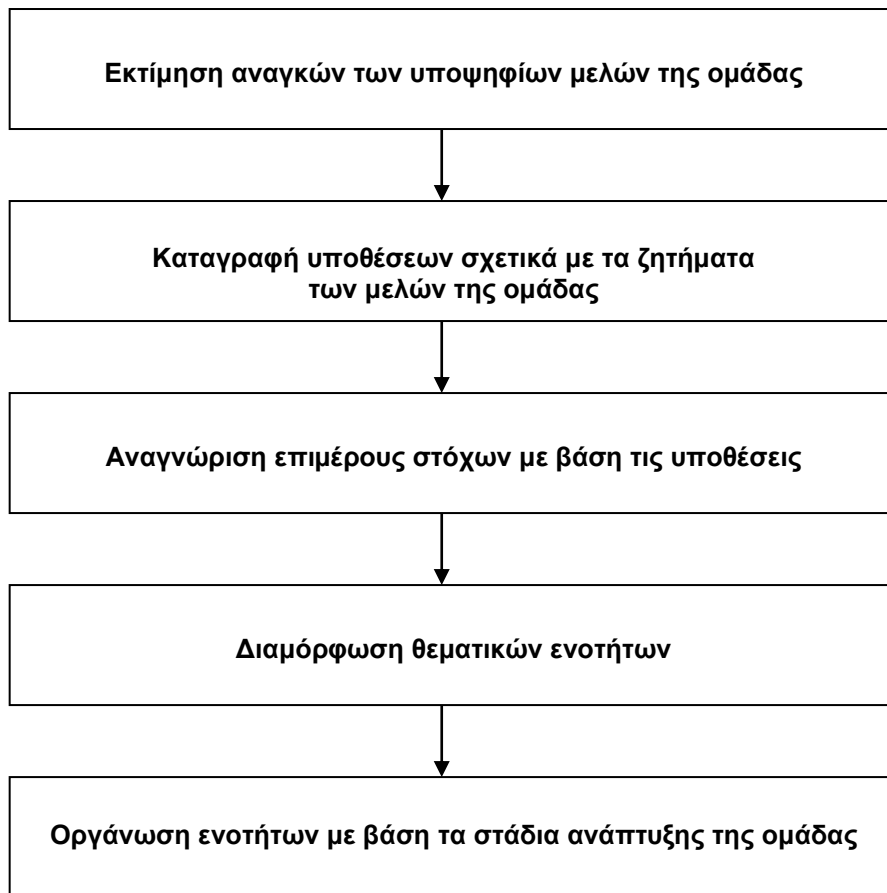 Εκτίμηση αναγκών των υποψηφίων μελών της ομάδας
Καταγραφή υποθέσεων σχετικά με τα ζητήματα
των μελών της ομάδας
Αναγνώριση επιμέρους στόχων με βάση τις υποθέσεις
Διαμόρφωση θεματικών ενοτήτων
Οργάνωση ενοτήτων με βάση τα στάδια ανάπτυξης της ομάδας